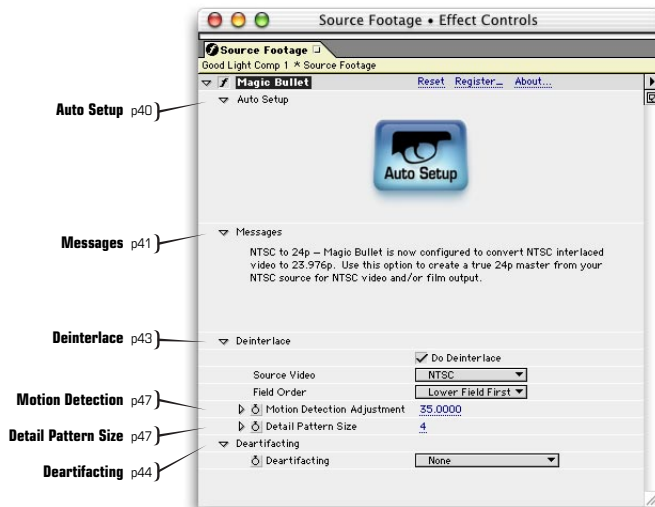 Source Footage • Effect Controls
Source Footage
Good Light Comp 1 * Source Footage
Magic Bullet Reset Register... About...
Auto Setup p40
Auto Setup
Auto Setup
Messages p41
Messages
NTSC to 24p – Magic Bullet is now configured to convert NTSC interlaced
video to 23.976p. Use this option to create a true 24p master from your
NTSC source for NTSC video and/or film output.
Deinterlace p43
Deinterlace
Do Deinterlace
Source Video NTSC
Field Order Lower Field First
Motion Detection p47
Motion Detection Adjustment 35.0000
Detail Pattern Size p47
Detail Pattern Size 4
Deartifacting p44
Deartifacting
Deartifacting None